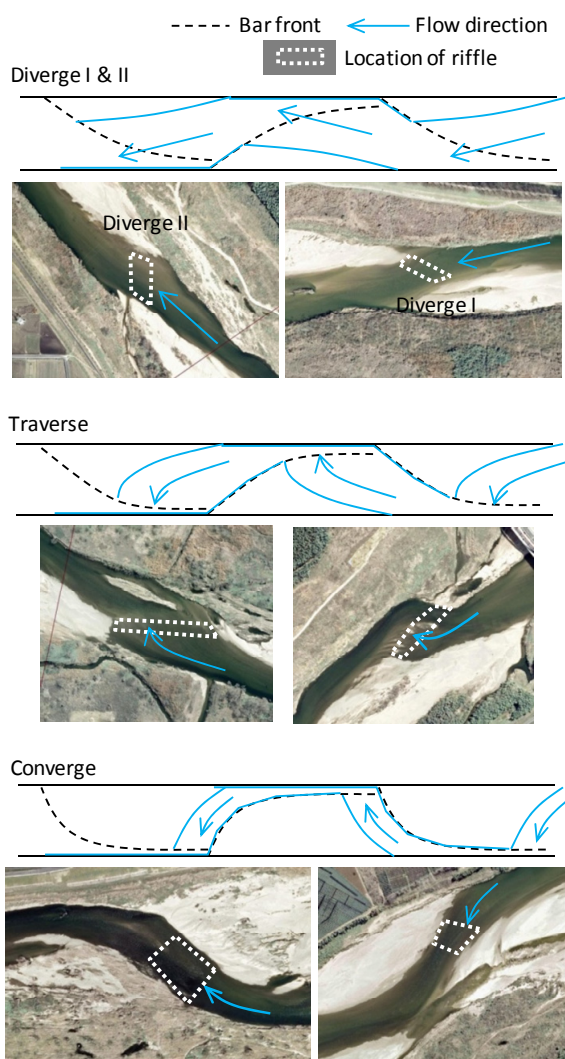 Bar front
Flow direction
Location of riffle
Diverge I & II
Diverge II
Diverge I
Traverse
Converge